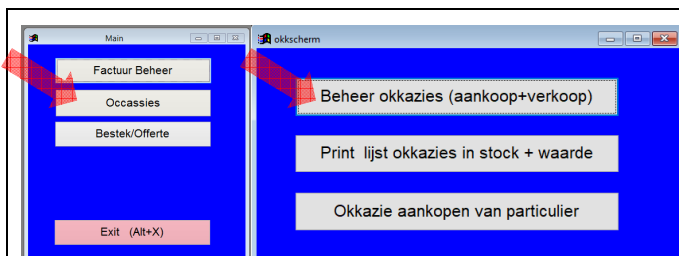 Main
Factuur Beheer
Occassies
Bestek/Offerte
Exit (Alt+X)
okkscherm
Beheer okkazies (aankoop+verkoop)
Print lijst okkazies in stock + waarde
Okkazie aankopen van particulier